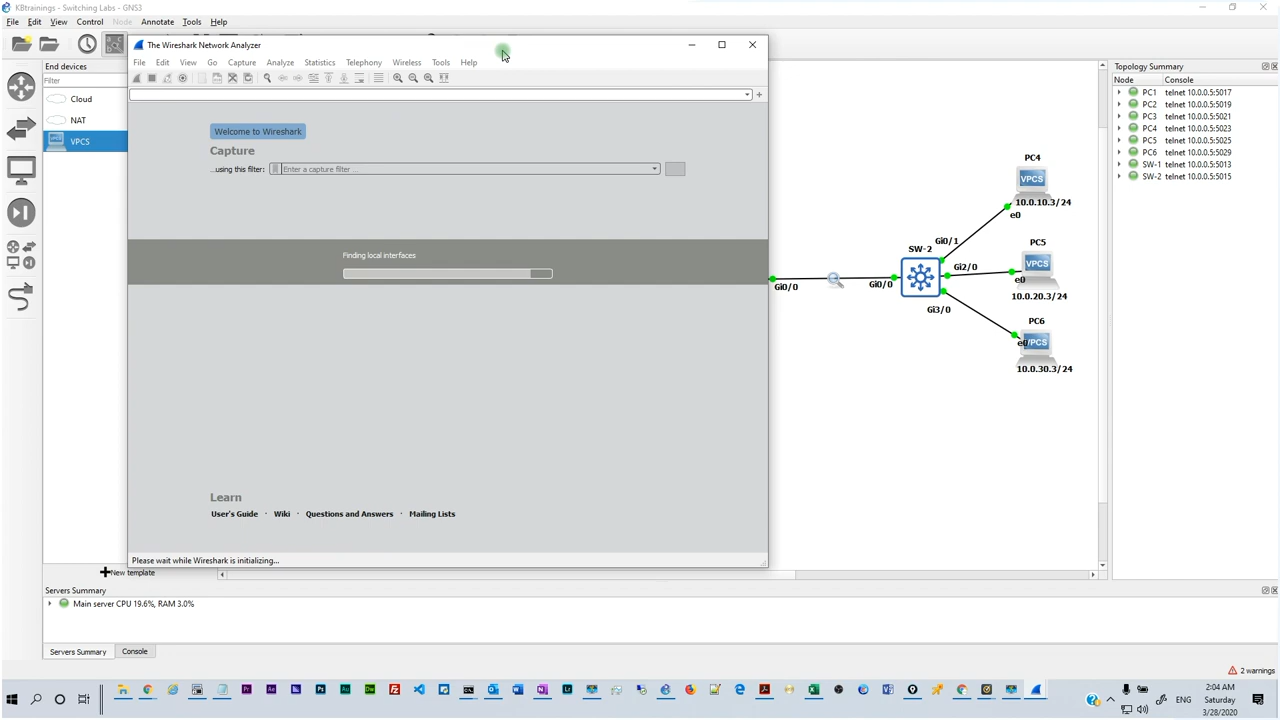 KBtrainings - Switching Labs - GNS3
File Edit View Control Node Annotate Tools Help
End devices
Filter
Cloud
NAT
VPCS
New template
The Wireshark Network Analyzer
File Edit View Go Capture Analyze Statistics Telephony Wireless Tools Help
Welcome to Wireshark
Capture
...using this filter: Enter a capture filter ...
Finding local interfaces
Learn
User's Guide · Wiki · Questions and Answers · Mailing Lists
Please wait while Wireshark is initializing...
PC4
VPCS
10.0.10.3/24
e0
SW-2
Gi0/1
PC5
Gi2/0
VPCS
Gi0/0
Gi0/0
e0
10.0.20.3/24
Gi3/0
PC6
e0
VPCS
10.0.30.3/24
Topology Summary
Node Console
PC1 telnet 10.0.0.5:5017
PC2 telnet 10.0.0.5:5019
PC3 telnet 10.0.0.5:5021
PC4 telnet 10.0.0.5:5023
PC5 telnet 10.0.0.5:5025
PC6 telnet 10.0.0.5:5029
SW-1 telnet 10.0.0.5:5013
SW-2 telnet 10.0.0.5:5015
Servers Summary
Main server CPU 19.6%, RAM 3.0%
Servers Summary Console
2 warnings
ENG
2:04 AM
Saturday
3/28/2020